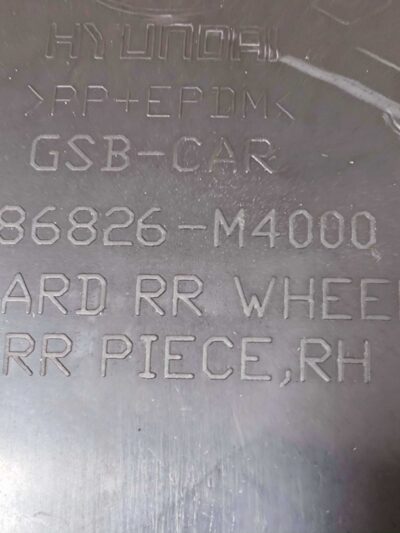 HYUNDAI
>PP+EPDM<
GSB-CAR
86826-M4000
ARD RR WHEE
RR PIECE,RH